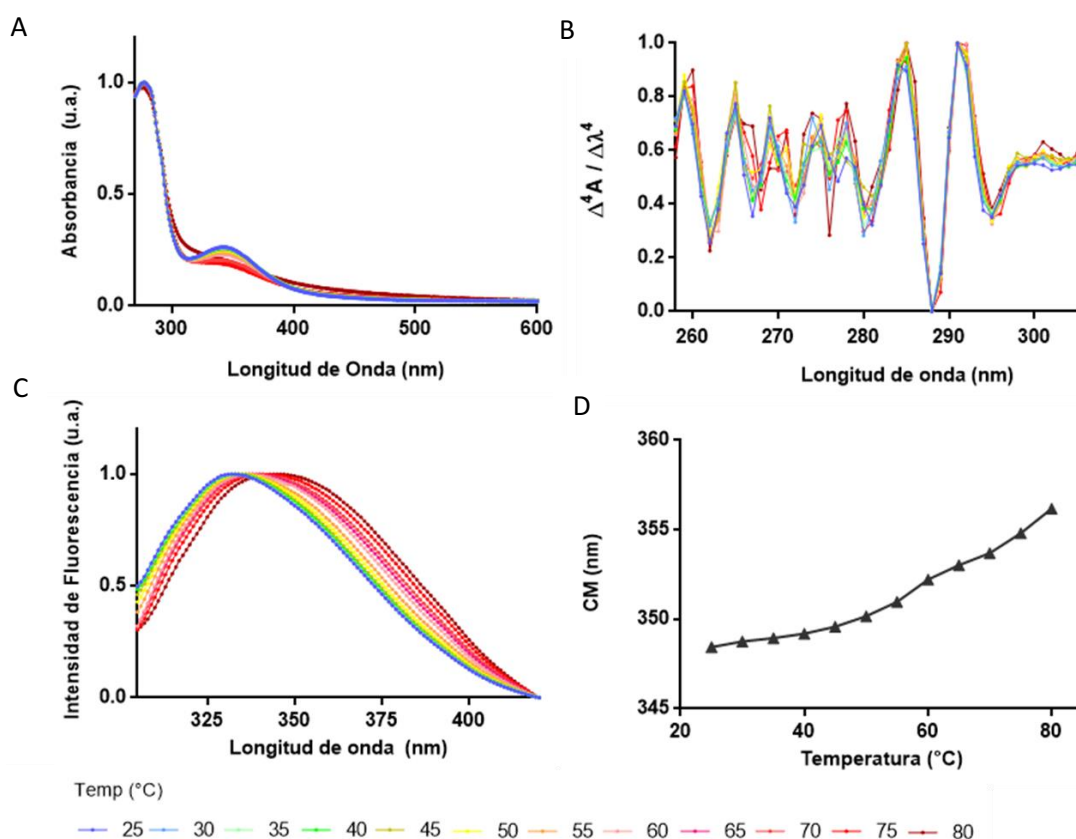 A
Absorbancia (u.a.)
1.0
0.5
0.0
300
400
500
600
Longitud de Onda (nm)
B
Δ⁴A / Δλ⁴
1.0
0.8
0.6
0.4
0.2
0.0
260
270
280
290
300
Longitud de onda (nm)
C
Intensidad de Fluorescencia (u.a.)
1.0
0.5
0.0
325
350
375
400
Longitud de onda (nm)
D
CM (nm)
360
355
350
345
20
40
60
80
Temperatura (°C)
Temp (°C)
25 30 35 40 45 50 55 60 65 70 75 80